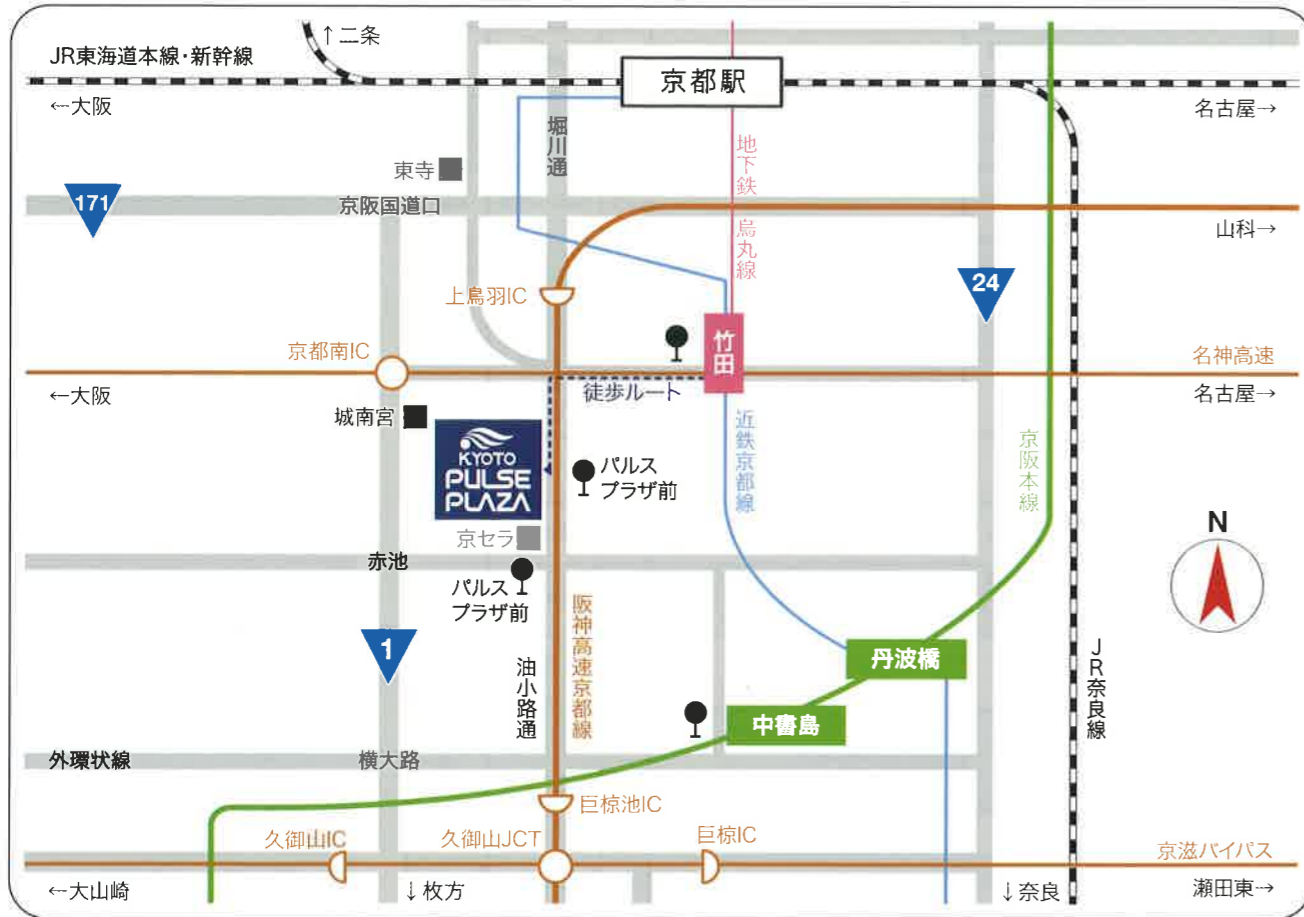 ↑二条
JR東海道本線・新幹線
京都駅
←大阪
名古屋→
堀川通
地下鉄 烏丸線
東寺
171
京阪国道口
山科→
24
上鳥羽IC
竹田
京都南IC
名神高速
←大阪
徒歩ルート
名古屋→
城南宮
近鉄京都線
京阪本線
KYOTO
PULSE
PLAZA
パルス
プラザ前
N
京セラ
赤池
パルス
プラザ前
阪神高速京都線
1
油小路通
丹波橋
JR奈良線
中書島
外環状線
横大路
巨椋池IC
久御山IC
久御山JCT
巨椋IC
京滋バイパス
←大山崎
↓枚方
↓奈良
瀬田東→